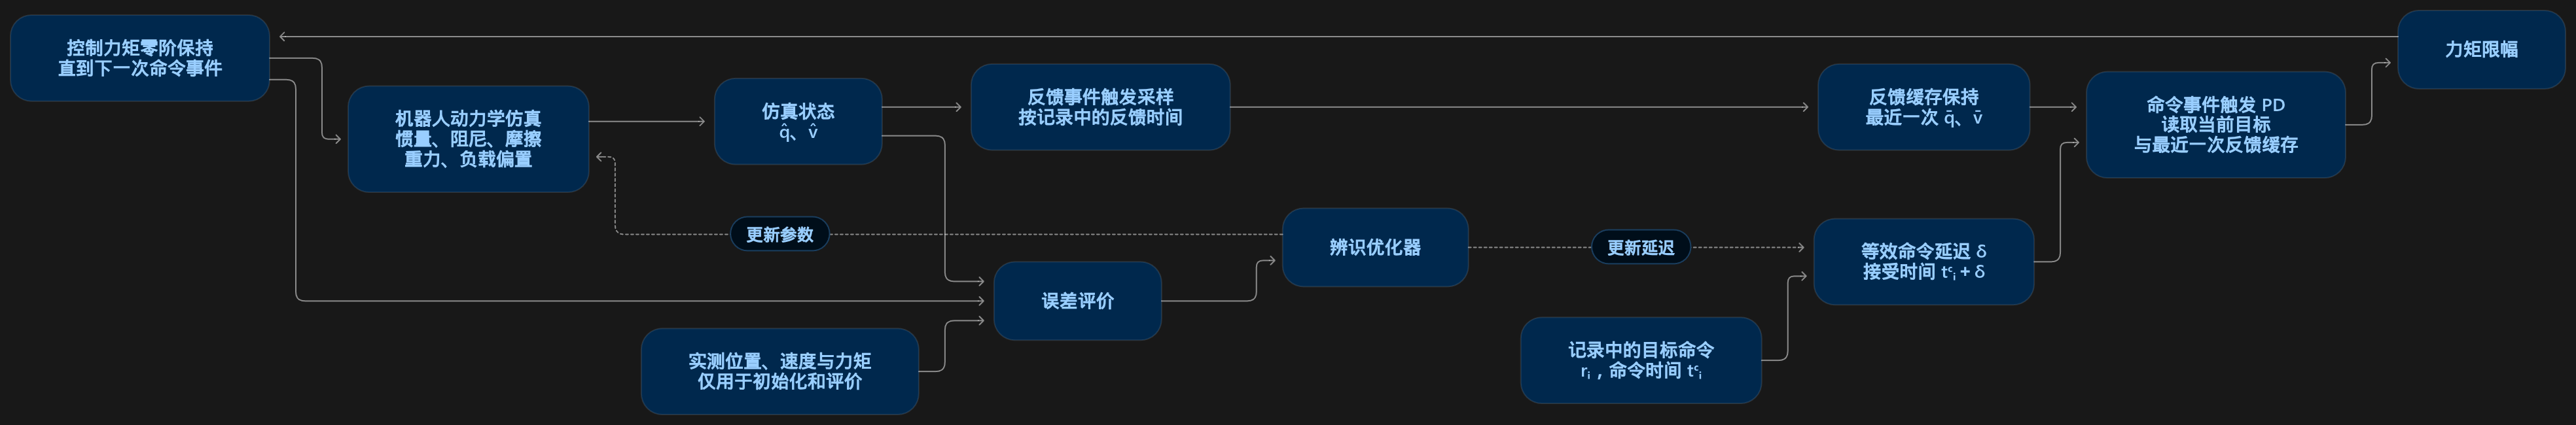 控制力矩零阶保持
直到下一次命令事件
机器人动力学仿真
惯量、阻尼、摩擦
重力、负载偏置
仿真状态
q̂、v̂
反馈事件触发采样
按记录中的反馈时间
反馈缓存保持
最近一次 q̄、v̄
命令事件触发 PD
读取当前目标
与最近一次反馈缓存
力矩限幅
更新参数
辨识优化器
更新延迟
等效命令延迟 δ
接受时间 tᶜᵢ + δ
误差评价
实测位置、速度与力矩
仅用于初始化和评价
记录中的目标命令
rᵢ，命令时间 tᶜᵢ